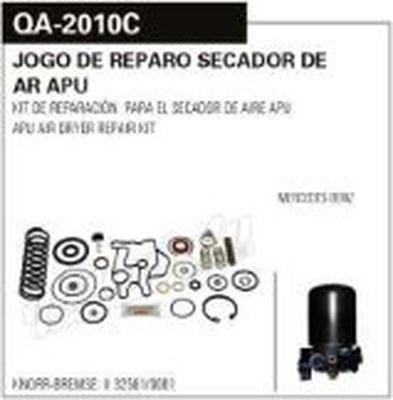 QA-2010C
JOGO DE REPARO SECADOR DE
AR APU
KIT DE REPARACIÓN PARA EL SECADOR DE AIRE APU
APU AIR DRYER REPAIR KIT
MERCEDES-BENZ
KNORR-BREMSE II